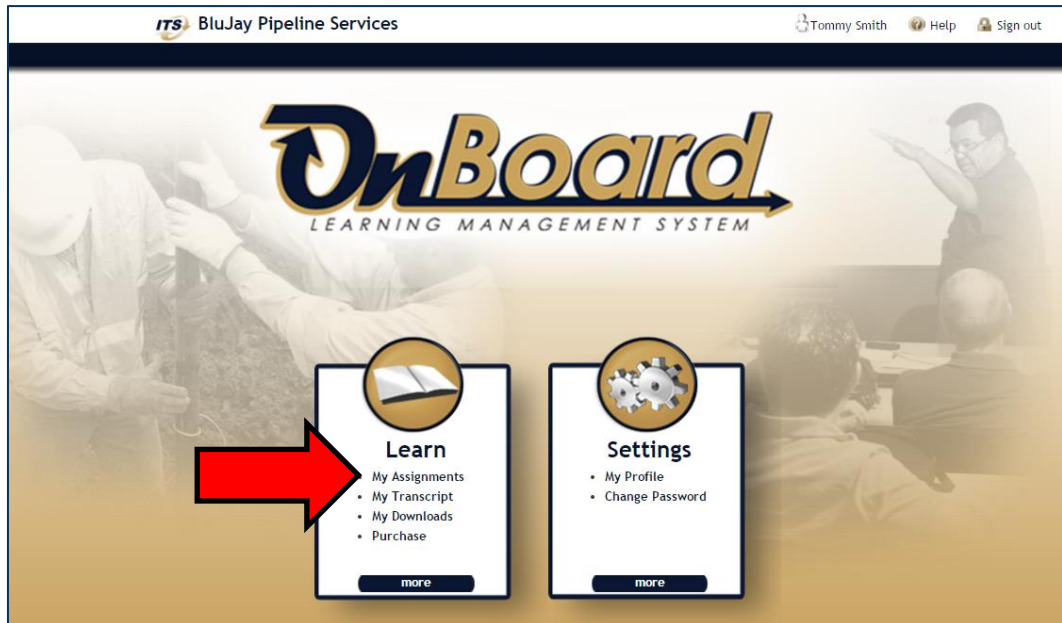 ITS BluJay Pipeline Services Tommy Smith Help Sign out
OnBoard
LEARNING MANAGEMENT SYSTEM
Learn
My Assignments
My Transcript
My Downloads
Purchase
more
Settings
My Profile
Change Password
more